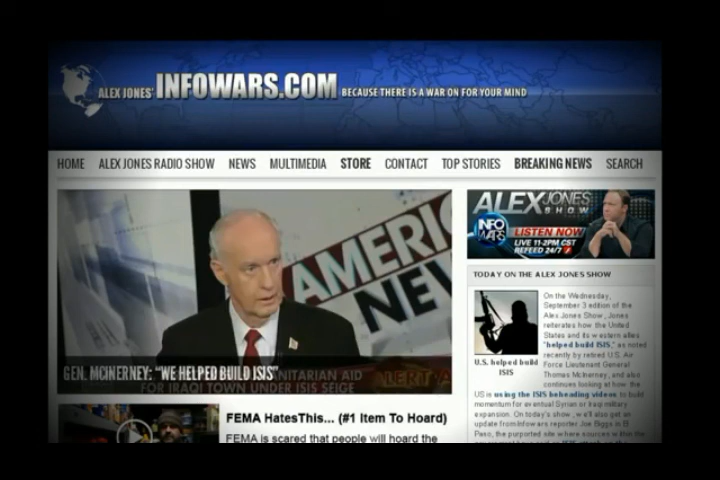 ALEX JONES' INFOWARS.COM BECAUSE THERE IS A WAR ON FOR YOUR MIND
HOME ALEX JONES RADIO SHOW NEWS MULTIMEDIA STORE CONTACT TOP STORIES BREAKING NEWS SEARCH
AMERIC
NEW
GEN. MCINERNEY: "WE HELPED BUILD ISIS"
NITARIAN AID
FOR IRAQI TOWN UNDER ISIS SEIGE
ALERT
FEMA HatesThis... (#1 Item To Hoard)
FEMA is scared that people will hoard the
ALEX JONES
SHOW
INFO
WARS
LISTEN NOW
LIVE 11-2PM CST
REFEED 24/7
TODAY ON THE ALEX JONES SHOW
U.S. helped build
ISIS
On the Wednesday,
September 3 edition of the
Alex Jones Show, Jones
reiterates how the United
States and its western allies
"helped build ISIS," as noted
recently by retired U.S. Air
Force Lieutenant General
Thomas McInerney, and also
continues looking at how the
US is using the ISIS beheading videos to build
momentum for eventual Syrian or Iraqi military
expansion. On today's show, we'll also get an
update from Infowars reporter Joe Biggs in El
Paso, the purported site where sources within the